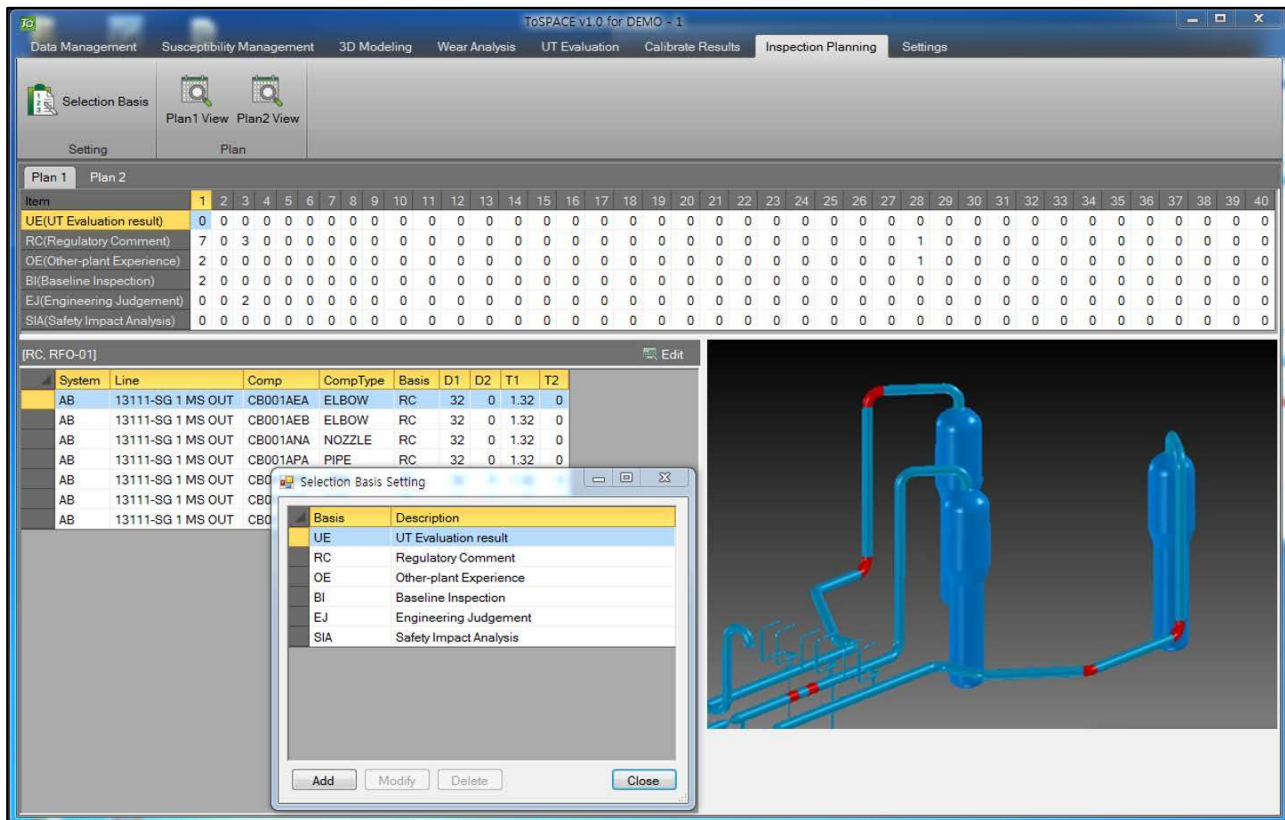 ToSPACE v1.0 for DEMO - 1
Data Management Susceptibility Management 3D Modeling Wear Analysis UT Evaluation Calibrate Results Inspection Planning Settings
Selection Basis
Plan1 View Plan2 View
Setting Plan
Plan 1 Plan 2
Item 1 2 3 4 5 6 7 8 9 10 11 12 13 14 15 16 17 18 19 20 21 22 23 24 25 26 27 28 29 30 31 32 33 34 35 36 37 38 39 40
UE(UT Evaluation result) 0 0 0 0 0 0 0 0 0 0 0 0 0 0 0 0 0 0 0 0 0 0 0 0 0 0 0 0 0 0 0 0 0 0 0 0 0 0 0 0
RC(Regulatory Comment) 7 0 3 0 0 0 0 0 0 0 0 0 0 0 0 0 0 0 0 0 0 0 0 0 0 0 0 1 0 0 0 0 0 0 0 0 0 0 0 0
OE(Other-plant Experience) 2 0 0 0 0 0 0 0 0 0 0 0 0 0 0 0 0 0 0 0 0 0 0 0 0 0 0 1 0 0 0 0 0 0 0 0 0 0 0 0
BI(Baseline Inspection) 2 0 0 0 0 0 0 0 0 0 0 0 0 0 0 0 0 0 0 0 0 0 0 0 0 0 0 0 0 0 0 0 0 0 0 0 0 0 0 0
EJ(Engineering Judgement) 0 0 2 0 0 0 0 0 0 0 0 0 0 0 0 0 0 0 0 0 0 0 0 0 0 0 0 0 0 0 0 0 0 0 0 0 0 0 0 0
SIA(Safety Impact Analysis) 0 0 0 0 0 0 0 0 0 0 0 0 0 0 0 0 0 0 0 0 0 0 0 0 0 0 0 0 0 0 0 0 0 0 0 0 0 0 0 0
[RC, RFO-01] Edit
System Line Comp CompType Basis D1 D2 T1 T2
AB 13111-SG 1 MS OUT CB001AEA ELBOW RC 32 0 1.32 0
AB 13111-SG 1 MS OUT CB001AEB ELBOW RC 32 0 1.32 0
AB 13111-SG 1 MS OUT CB001ANA NOZZLE RC 32 0 1.32 0
AB 13111-SG 1 MS OUT CB001APA PIPE RC 32 0 1.32 0
AB 13111-SG 1 MS OUT CB0
AB 13111-SG 1 MS OUT CB0
AB 13111-SG 1 MS OUT CB0
Selection Basis Setting
Basis Description
UE UT Evaluation result
RC Regulatory Comment
OE Other-plant Experience
BI Baseline Inspection
EJ Engineering Judgement
SIA Safety Impact Analysis
Add Modify Delete Close